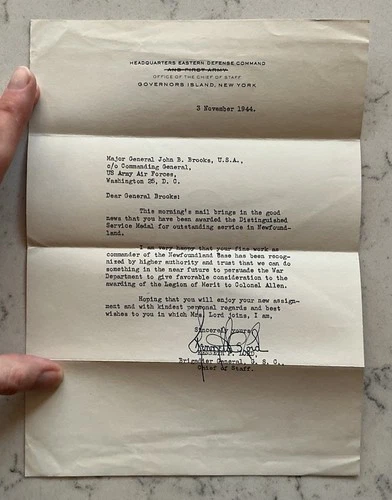 HEADQUARTERS EASTERN DEFENSE COMMAND
AND FIRST ARMY
OFFICE OF THE CHIEF OF STAFF
GOVERNORS ISLAND, NEW YORK
3 November 1944.
Major General John B. Brooks, U.S.A.,
c/o Commanding General,
US Army Air Forces,
Washington 25, D. C.
Dear General Brooks:
This morning's mail brings in the good
news that you have been awarded the Distinguished
Service Medal for outstanding service in Newfound-
land.
I am very happy that your fine work as
commander of the Newfoundland Base has been recog-
nized by higher authority and trust that we can do
something in the near future to persuade the War
Department to give favorable consideration to the
awarding of the Legion of Merit to Colonel Allen.
Hoping that you will enjoy your new assign-
ment and with kindest personal regards and best
wishes to you in which Mrs. Lord joins, I am,
Sincerely yours,
KENNETH P. LORD,
Brigadier General, G. S. C.,
Chief of Staff.